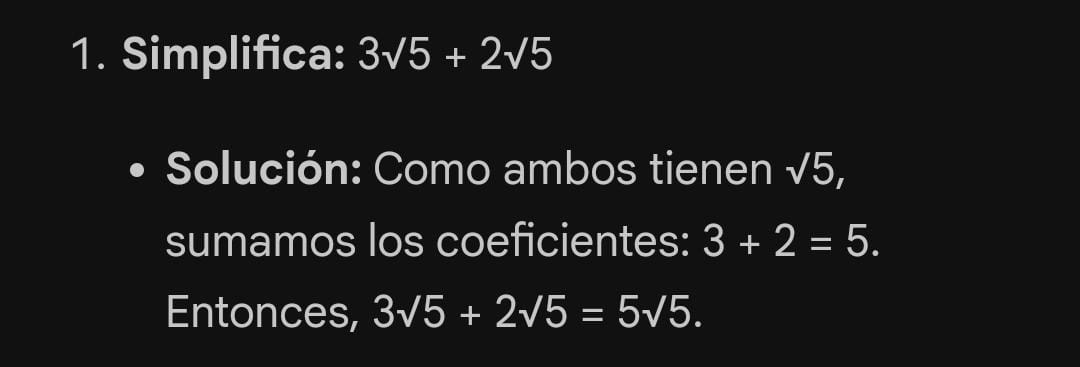 1. Simplifica: 3√5 + 2√5
• Solución: Como ambos tienen √5,
sumamos los coeficientes: 3 + 2 = 5.
Entonces, 3√5 + 2√5 = 5√5.